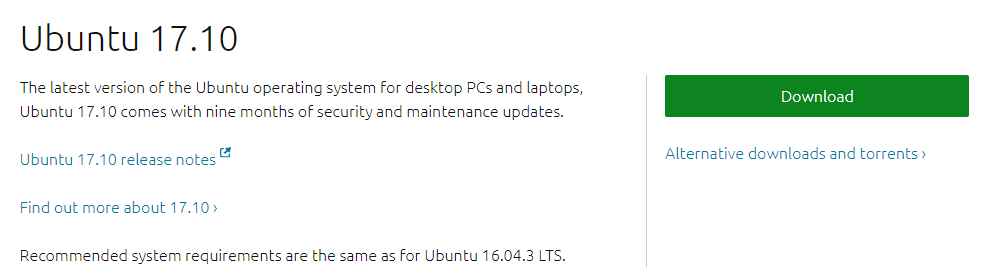 Ubuntu 17.10
The latest version of the Ubuntu operating system for desktop PCs and laptops,
Ubuntu 17.10 comes with nine months of security and maintenance updates.
Ubuntu 17.10 release notes
Find out more about 17.10 ›
Recommended system requirements are the same as for Ubuntu 16.04.3 LTS.
Download
Alternative downloads and torrents ›